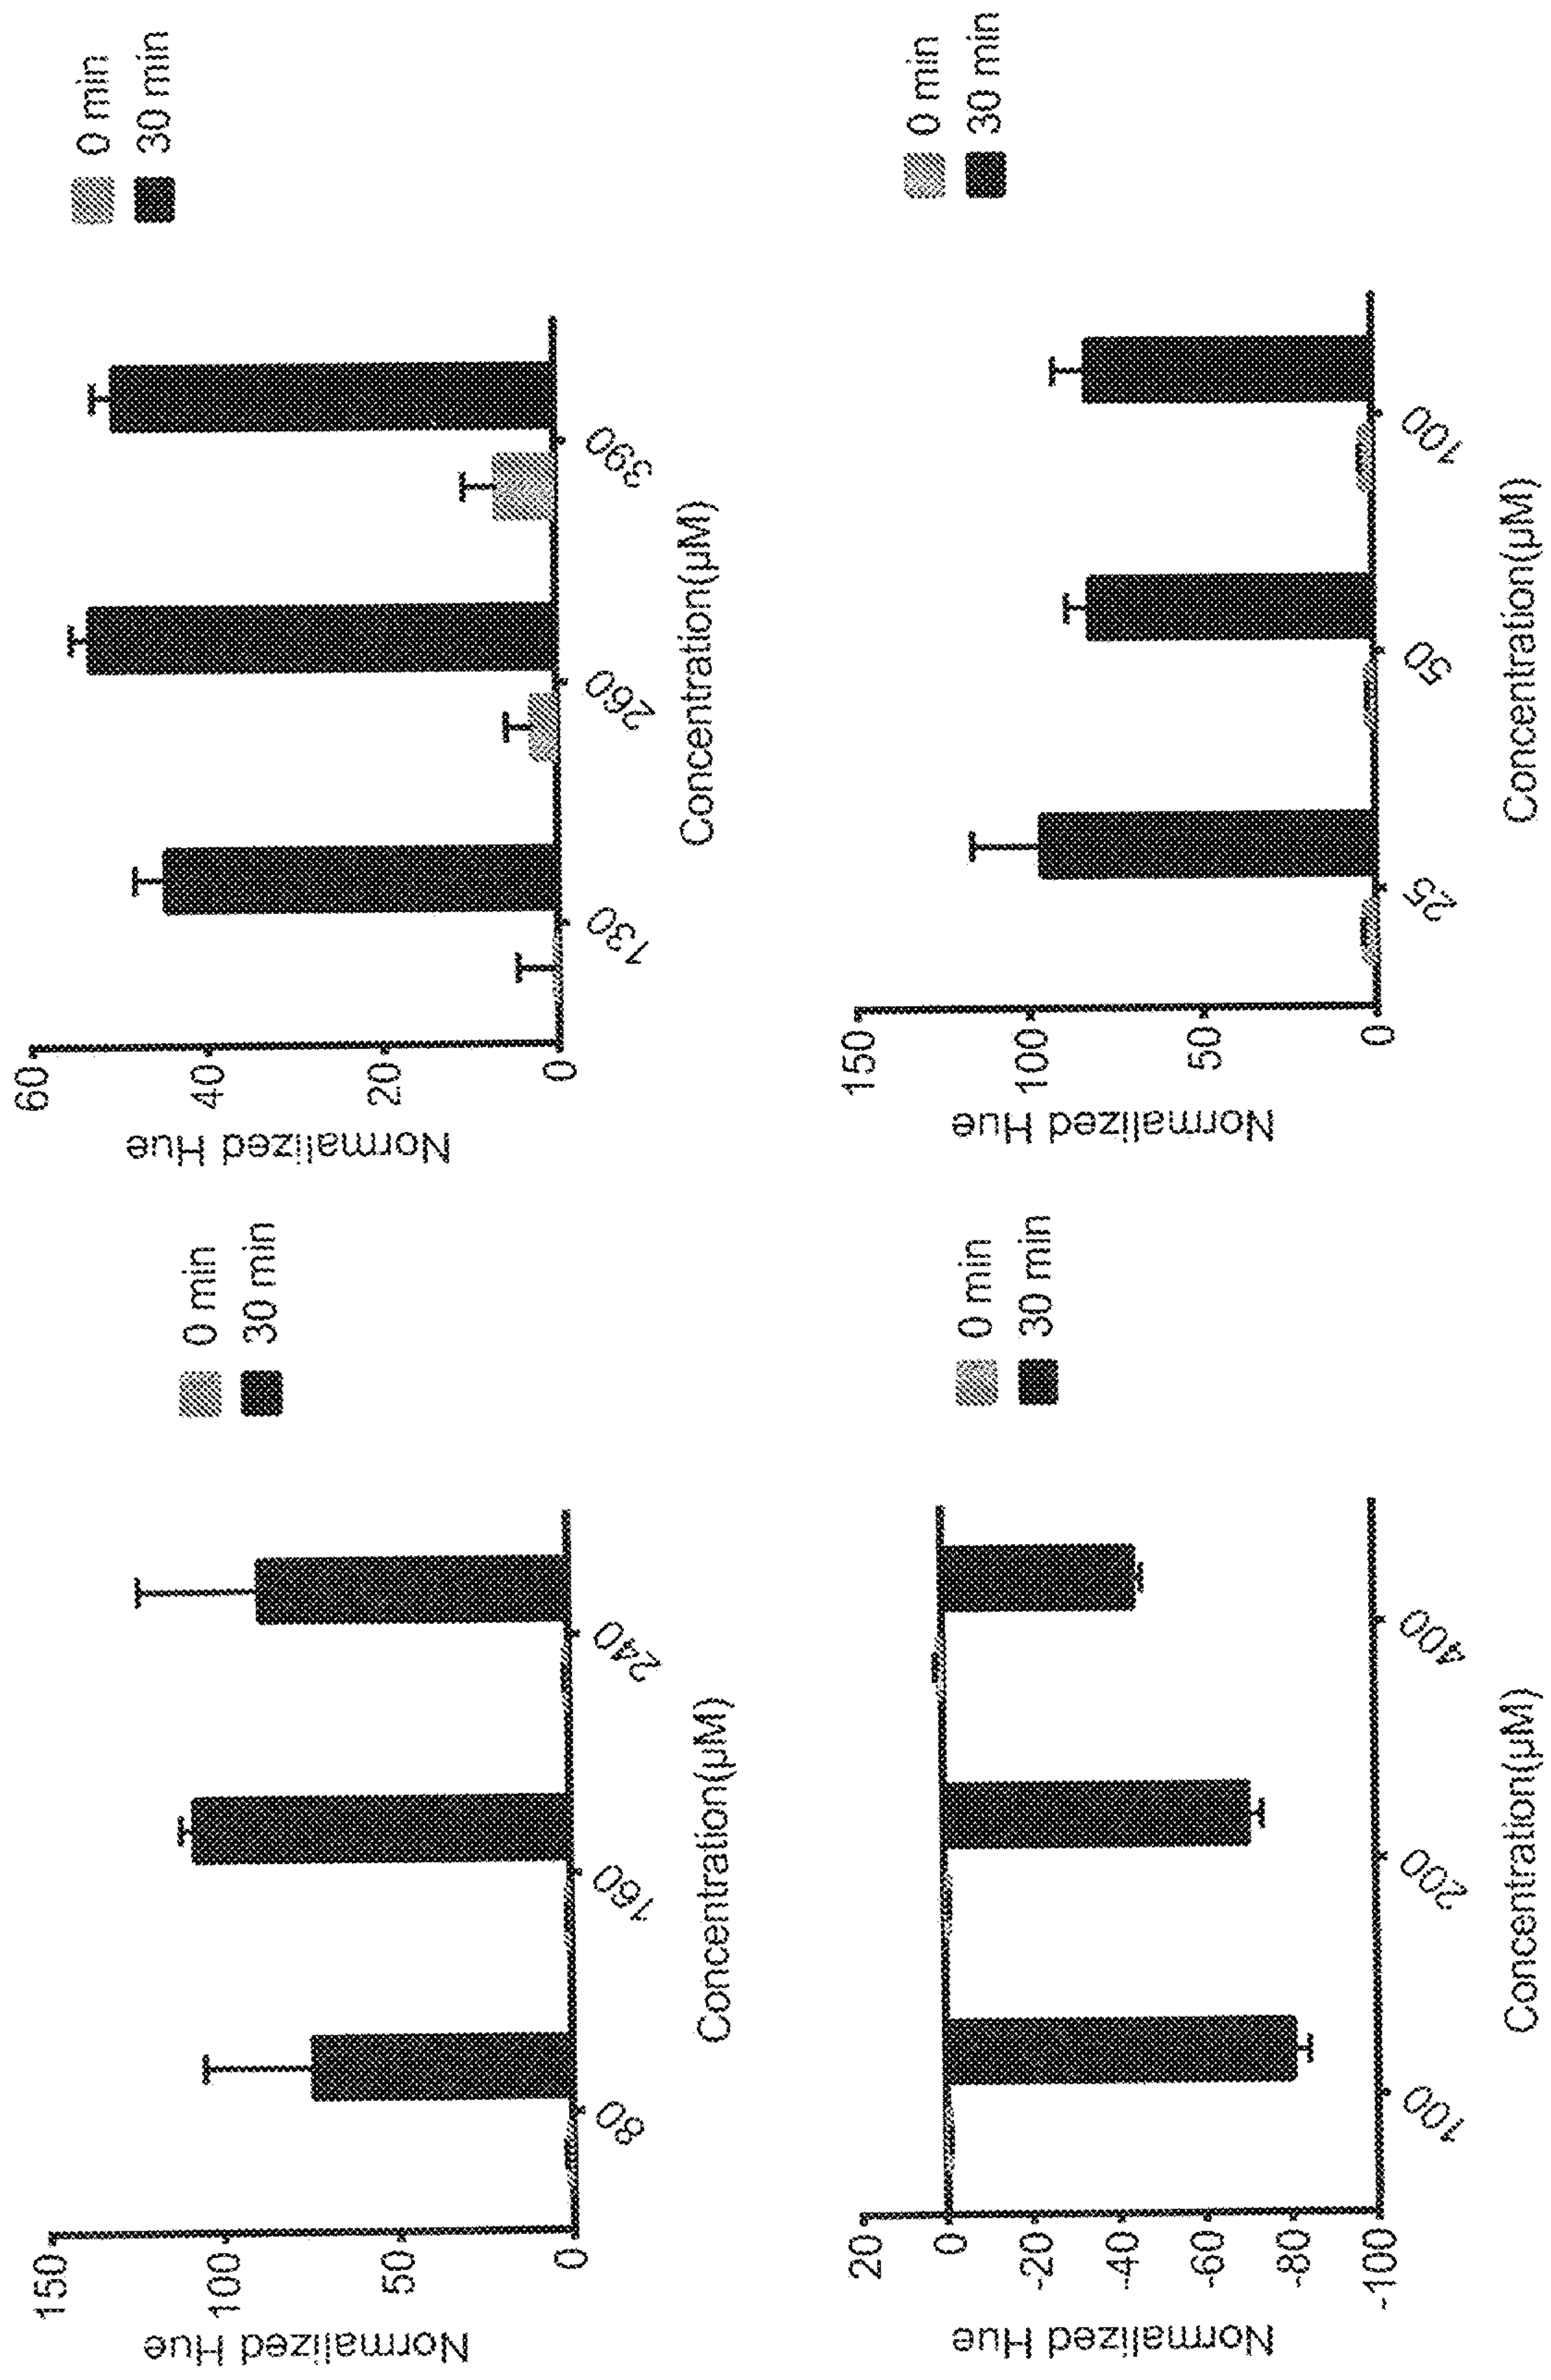 150
100
50
0
Normalized Hue
80
160
240
Concentration(µM)
0 min
30 min
60
40
20
0
Normalized Hue
130
260
390
Concentration(µM)
0 min
30 min
20
0
-20
-40
-60
-80
-100
Normalized Hue
100
200
400
Concentration(µM)
0 min
30 min
150
100
50
0
Normalized Hue
25
50
100
Concentration(µM)
0 min
30 min